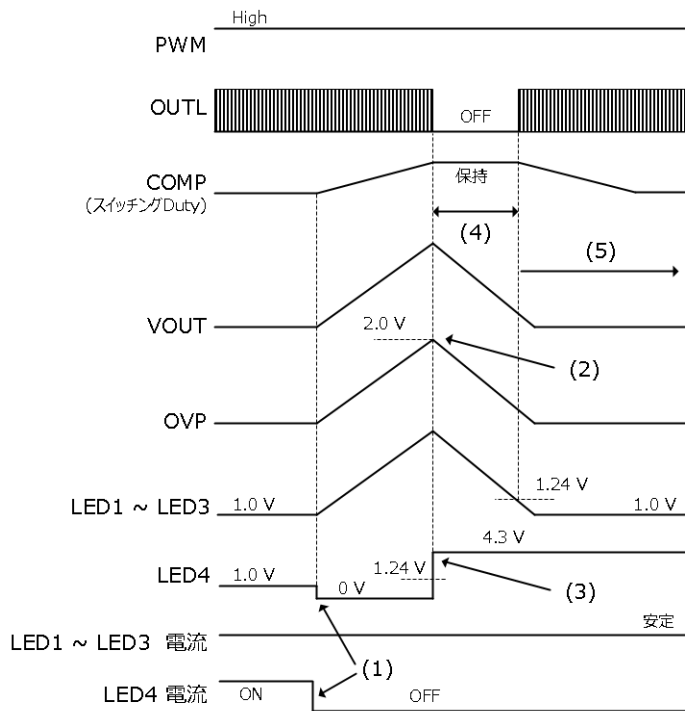 High
PWM
OUTL
OFF
COMP
(スイッチングDuty)
保持
(4)
(5)
VOUT
2.0 V
(2)
OVP
1.24 V
LED1 ~ LED3
1.0 V
1.0 V
4.3 V
LED4
1.0 V
0 V
1.24 V
(3)
LED1 ~ LED3 電流
安定
(1)
LED4 電流
ON
OFF